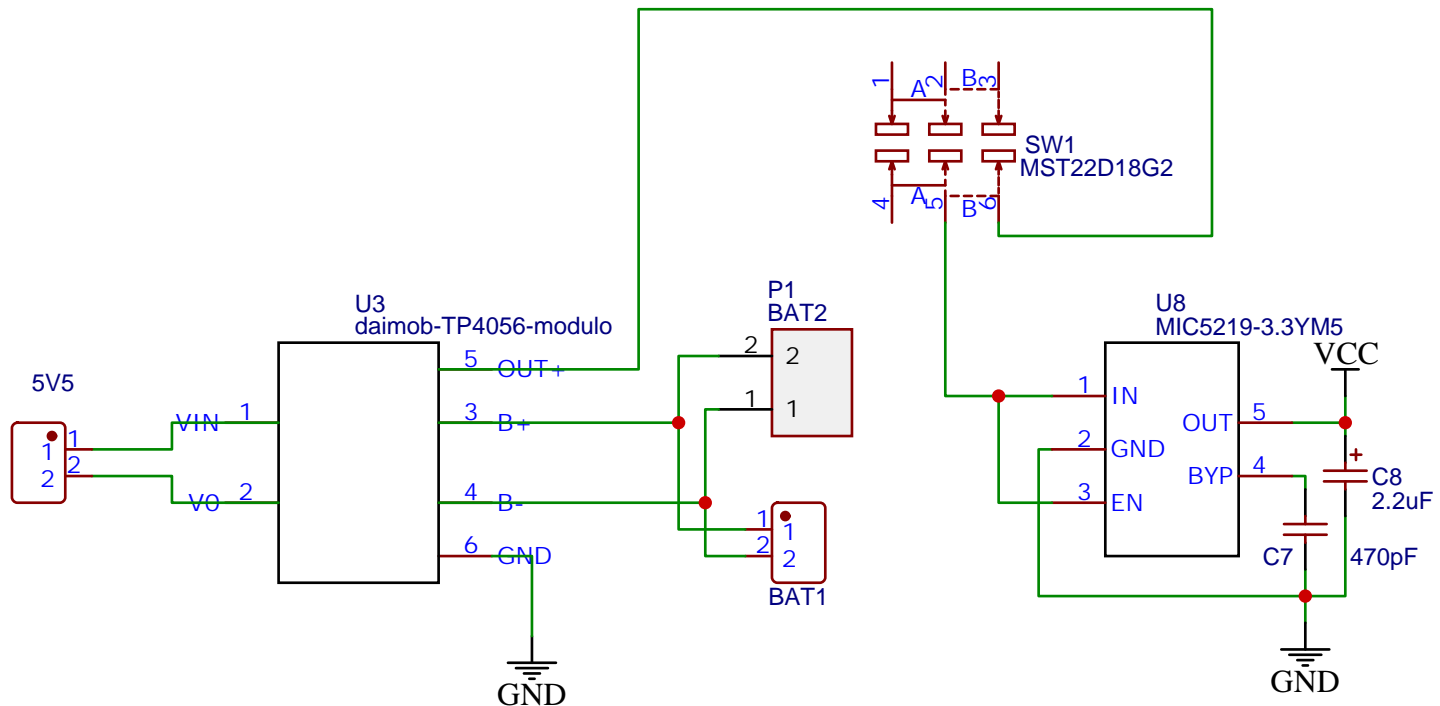 1
A
2
B
3
SW1
MST22D18G2
4
A
5
B
6
U3
daimob-TP4056-modulo
5 OUT+
VIN 1
3 B+
V0 2
4 B-
6 GND
GND
5V5
1 1
2 2
P1
BAT2
2 2
1 1
1 1
2 2
BAT1
U8
MIC5219-3.3YM5
VCC
1 IN
OUT 5
2 GND
BYP 4
3 EN
+
C8
2.2uF
C7
470pF
GND